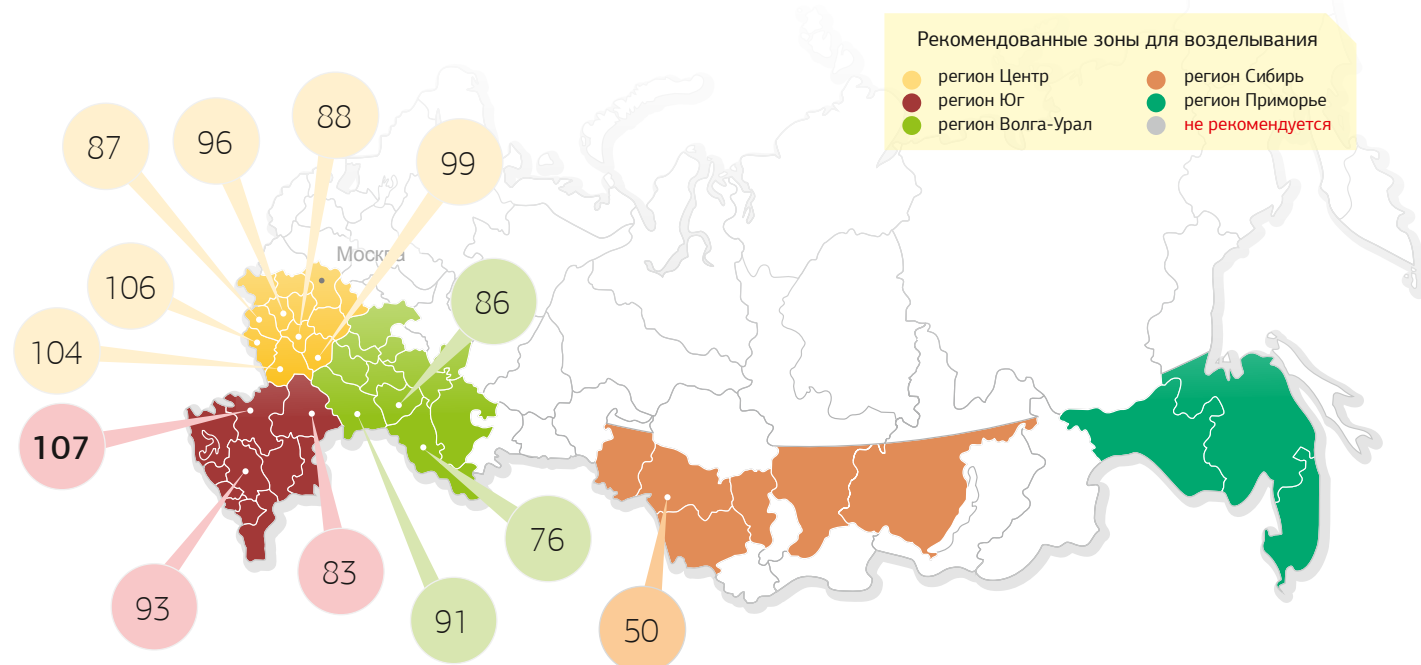 Рекомендованные зоны для возделывания
регион Центр
регион Юг
регион Волга-Урал
регион Сибирь
регион Приморье
не рекомендуется
87
96
88
99
Москва
106
86
104
107
76
83
93
91
50